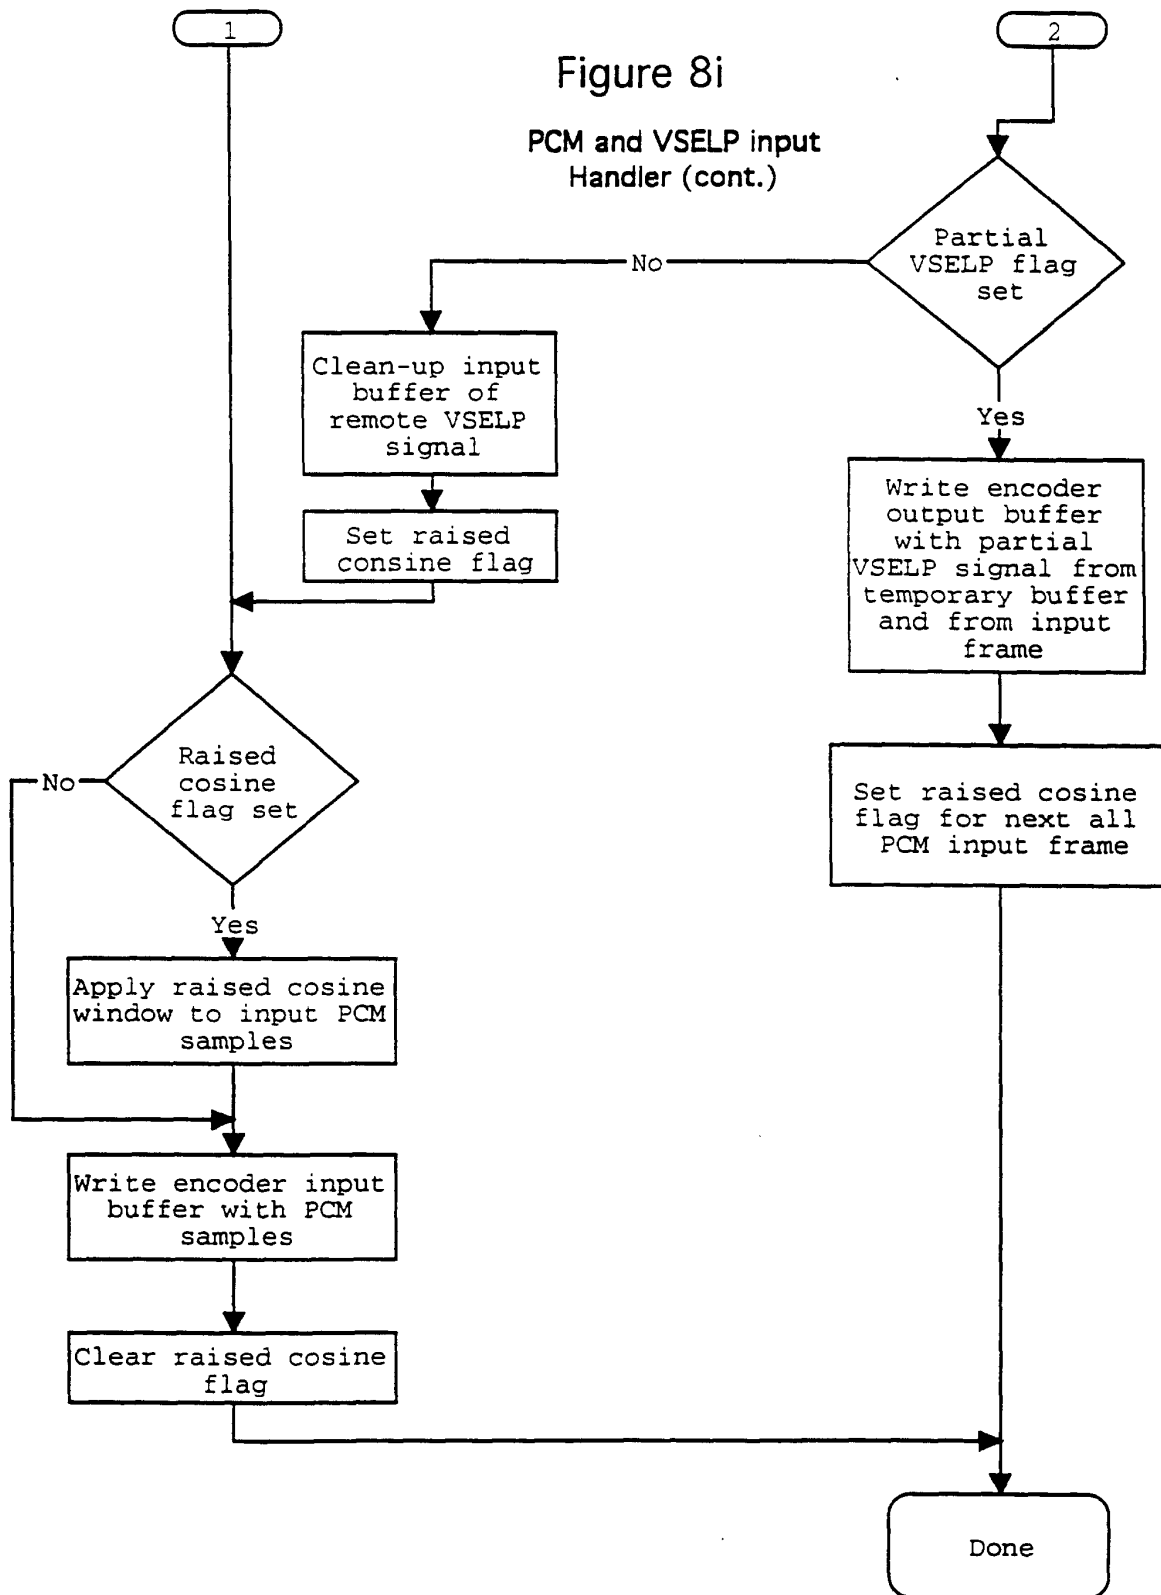 1
2
Figure 8i
PCM and VSELP input
Handler (cont.)
Partial
VSELP flag
set
No
Clean-up input
buffer of
remote VSELP
signal
Yes
Set raised
consine flag
Write encoder
output buffer
with partial
VSELP signal from
temporary buffer
and from input
frame
Raised
cosine
flag set
No
Set raised cosine
flag for next all
PCM input frame
Yes
Apply raised cosine
window to input PCM
samples
Write encoder input
buffer with PCM
samples
Clear raised cosine
flag
Done